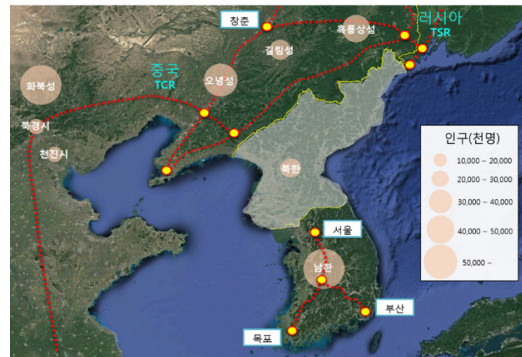 창춘
흑룡상성
러시아
TSR
길림성
중국
TCR
오녕성
화북성
북경시
천진시
북한
인구(천명)
10,000 – 20,000
20,000 – 30,000
30,000 – 40,000
40,000 – 50,000
50,000 –
서울
남한
부산
목포